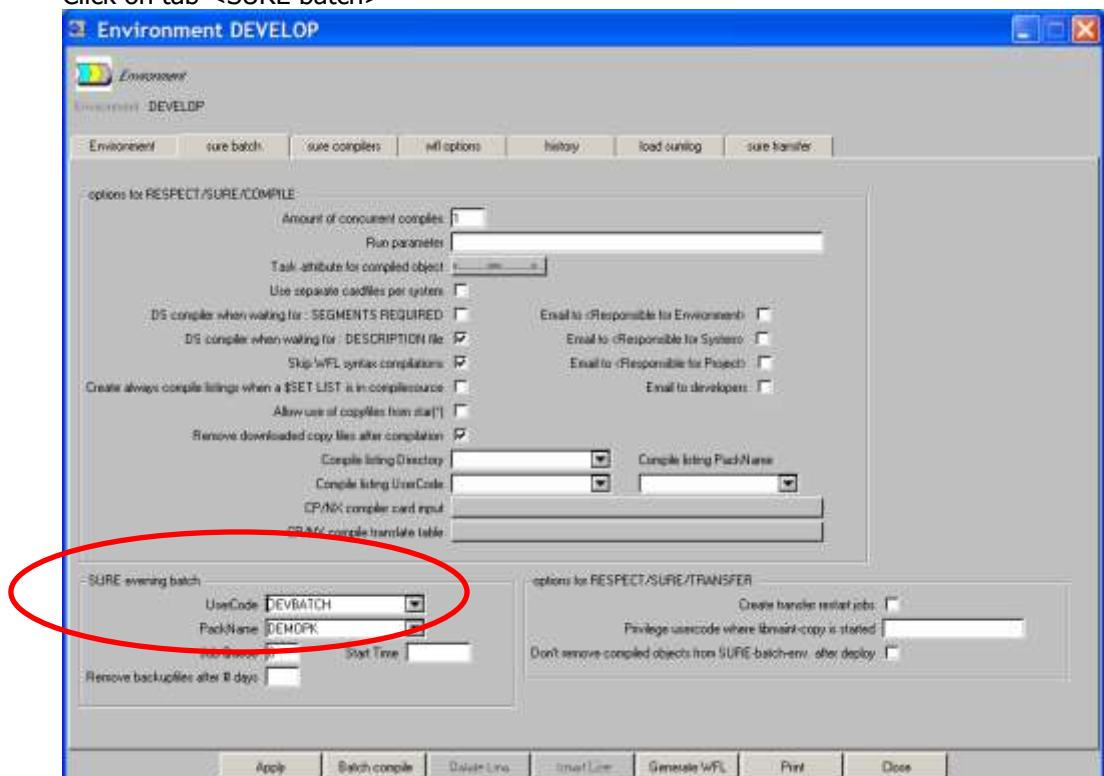 Click on tab <SURE batch>
Environment DEVELOP
Environment
Environment DEVELOP
Environment sure batch sure compilers wfl options history load sumlog sure transfer
options for RESPECT/SURE/COMPILE
Amount of concurrent compiles 1
Run parameter
Task attribute for compiled object
Use separate cardfiles per system
DS compiler when waiting for : SEGMENTS REQUIRED Email to <Responsible for Environment>
DS compiler when waiting for : DESCRIPTION file Email to <Responsible for System>
Skip WFL syntax compilations Email to <Responsible for Project>
Create always compile listings when a $SET LIST is in compilesource Email to developers
Allow use of copyfiles from star(*)
Remove downloaded copy files after compilation
Compile listing Directory Compile listing PackName
Compile listing UserCode
CP/NX compiler card input
CP/NX compile translate table
SURE evening batch options for RESPECT/SURE/TRANSFER
UserCode DEVBATCH Create transfer restart jobs
PackName DEMOPK Privilege usercode where libmaint-copy is started
Job Queue Start Time Don't remove compiled objects from SURE-batch-env. after deploy
Remove backupfiles after # days
Apply Batch compile Delete Line Insert Line Generate WFL Print Close